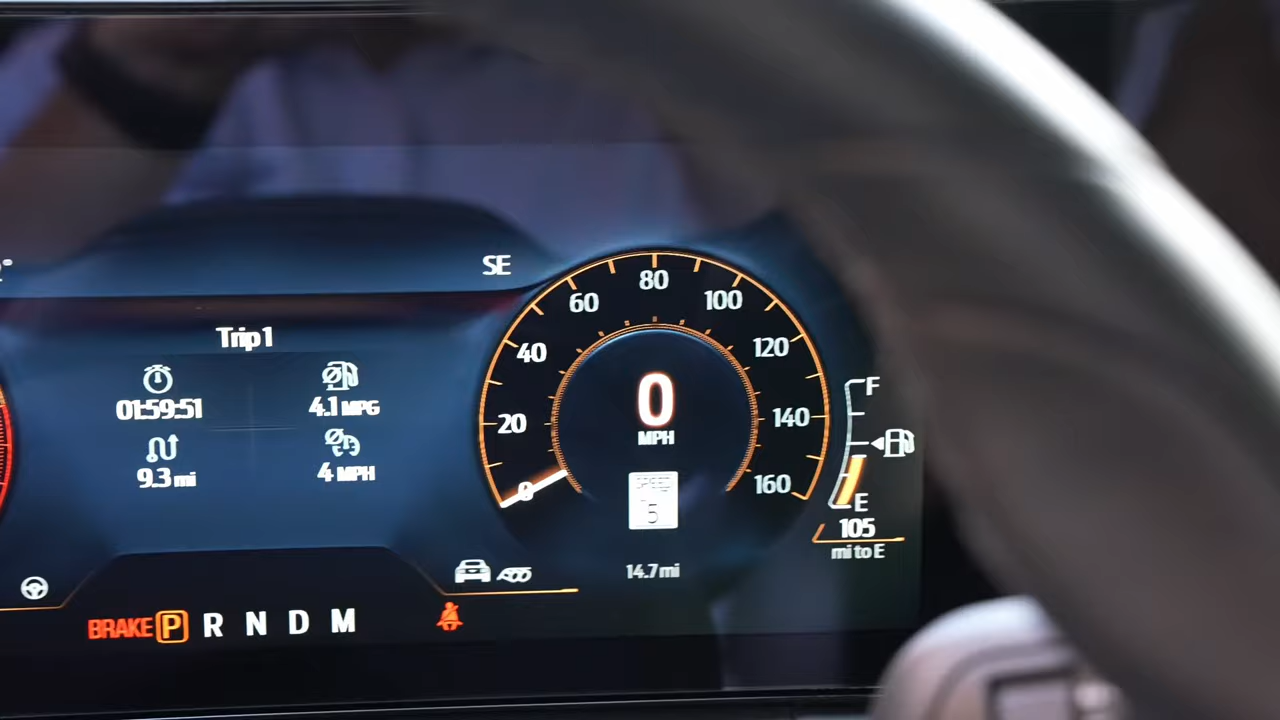 SE
Trip 1
01:59:51
4.1 MPG
9.3 mi
4 MPH
0
20
40
60
80
100
120
140
160
0
MPH
SPEED
5
14.7 mi
F
E
105
mi to E
BRAKE P R N D M